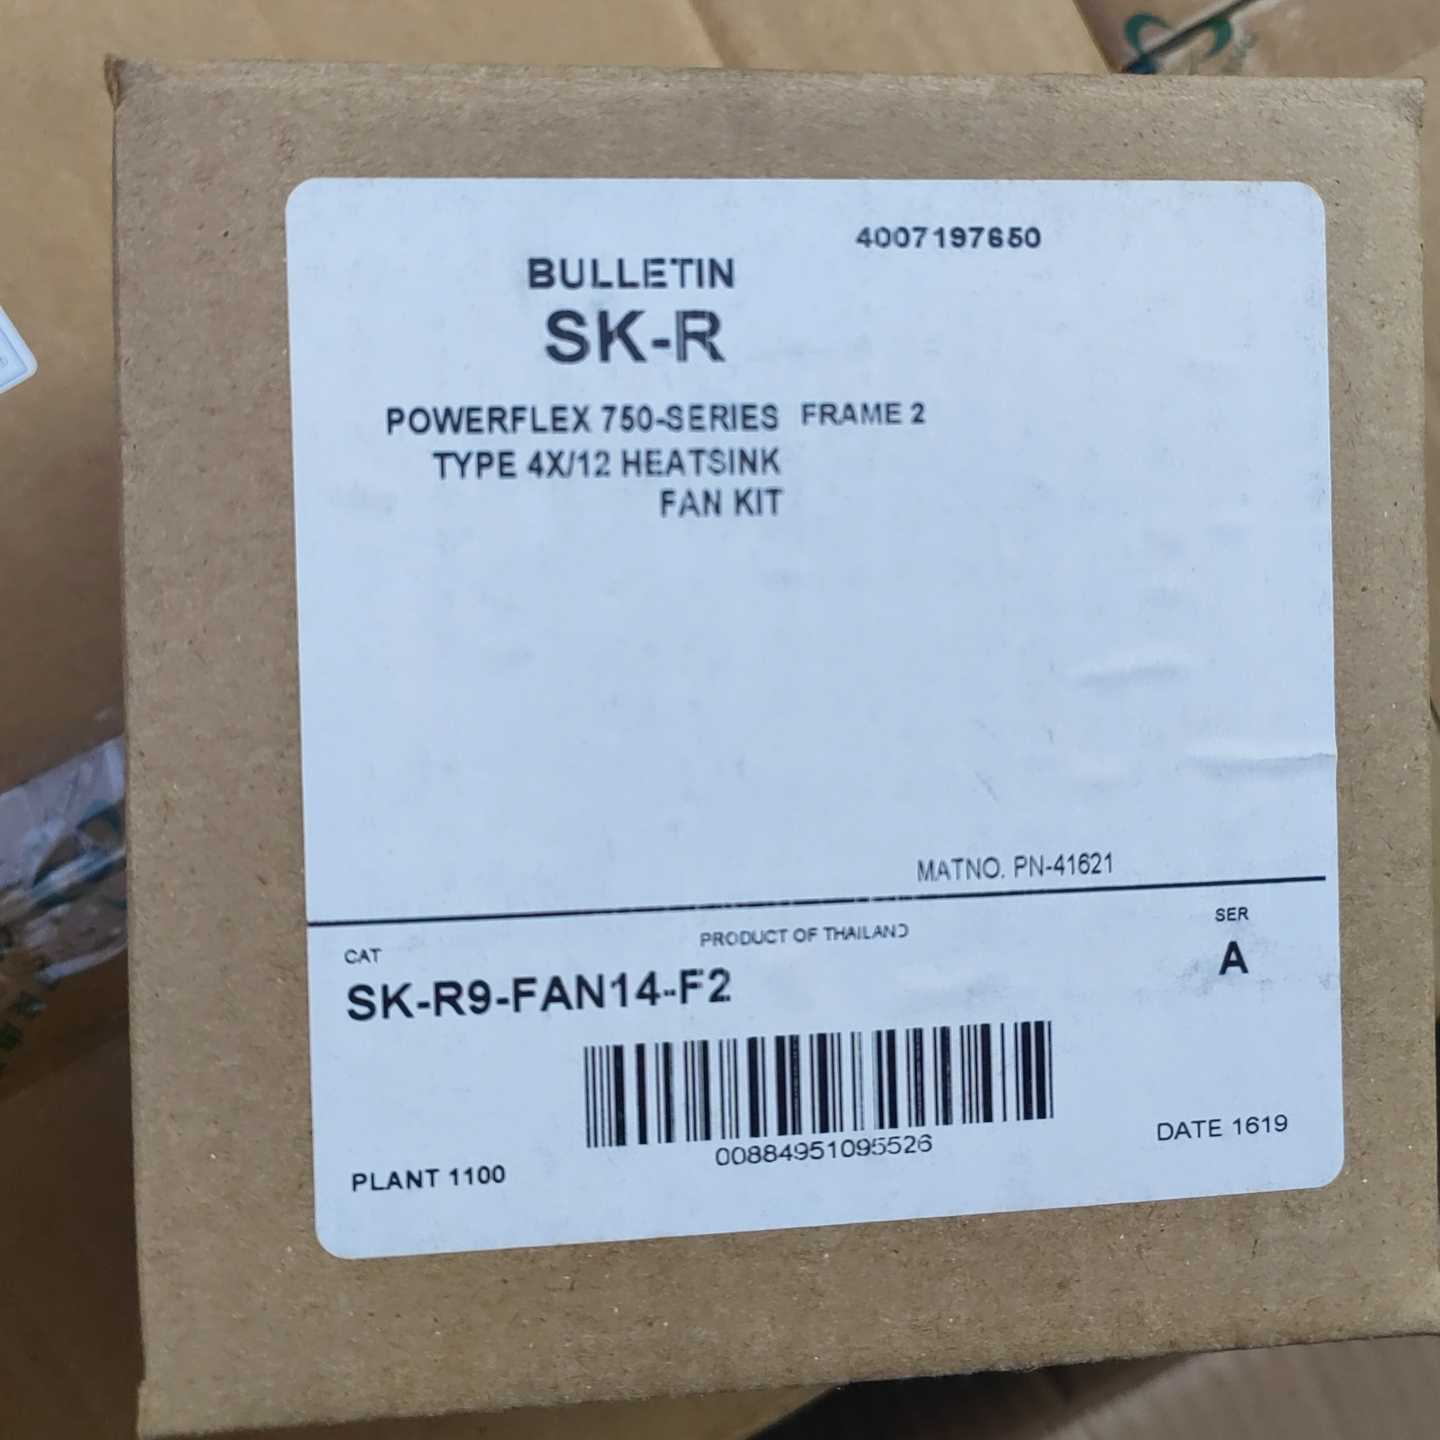 4007197650
BULLETIN
SK-R
POWERFLEX 750-SERIES FRAME 2
TYPE 4X/12 HEATSINK
FAN KIT
MATNO. PN-41621
PRODUCT OF THAILAND
SER
CAT
A
SK-R9-FAN14-F2
00884951095526
DATE 1619
PLANT 1100